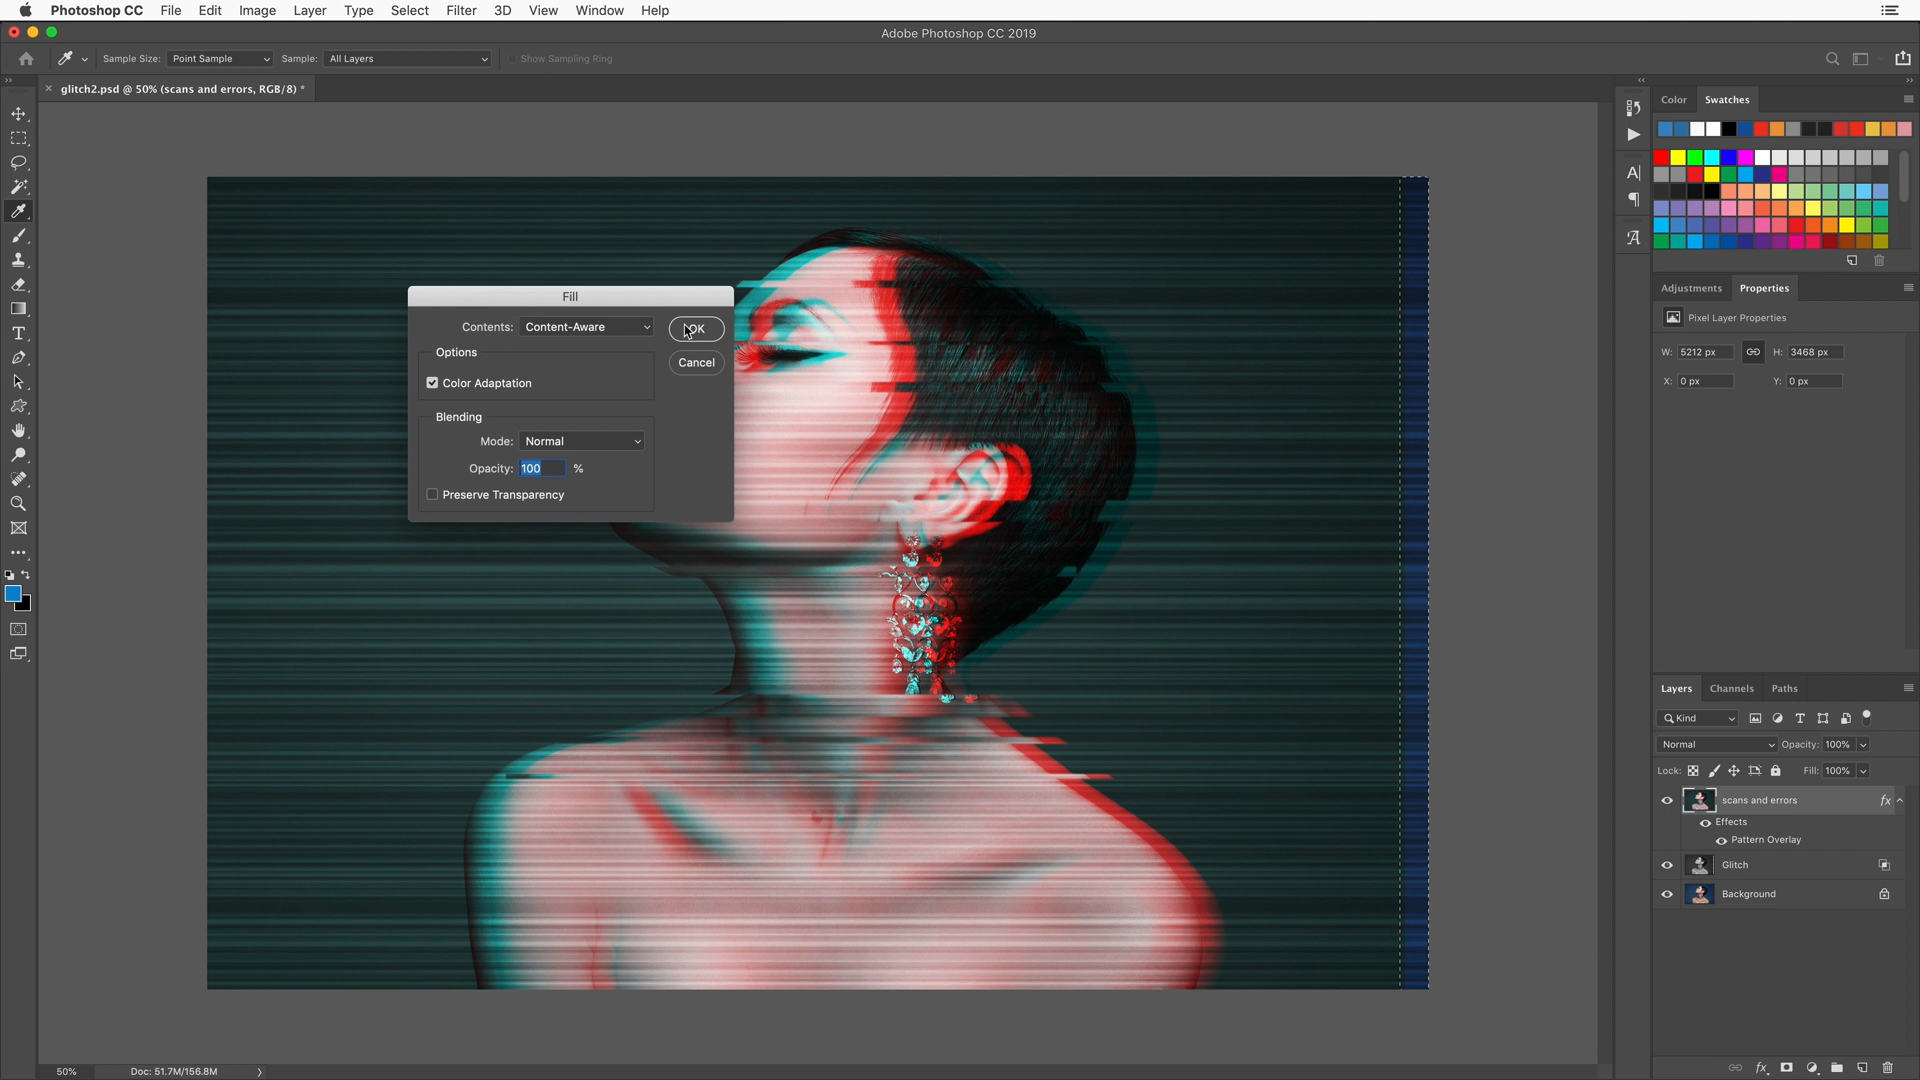 Photoshop CC File Edit Image Layer Type Select Filter 3D View Window Help
Adobe Photoshop CC 2019
Sample Size: Point Sample Sample: All Layers Show Sampling Ring
glitch2.psd @ 50% (scans and errors, RGB/8) *
Color Swatches
Fill
Contents: Content-Aware OK
Options
Cancel
Color Adaptation
Blending
Mode: Normal
Opacity: 100 %
Preserve Transparency
Adjustments Properties
Pixel Layer Properties
W: 5212 px H: 3468 px
X: 0 px Y: 0 px
Layers Channels Paths
Kind
Normal Opacity: 100%
Lock: Fill: 100%
scans and errors fx
Effects
Pattern Overlay
Glitch
Background
50% Doc: 51.7M/156.8M
fx